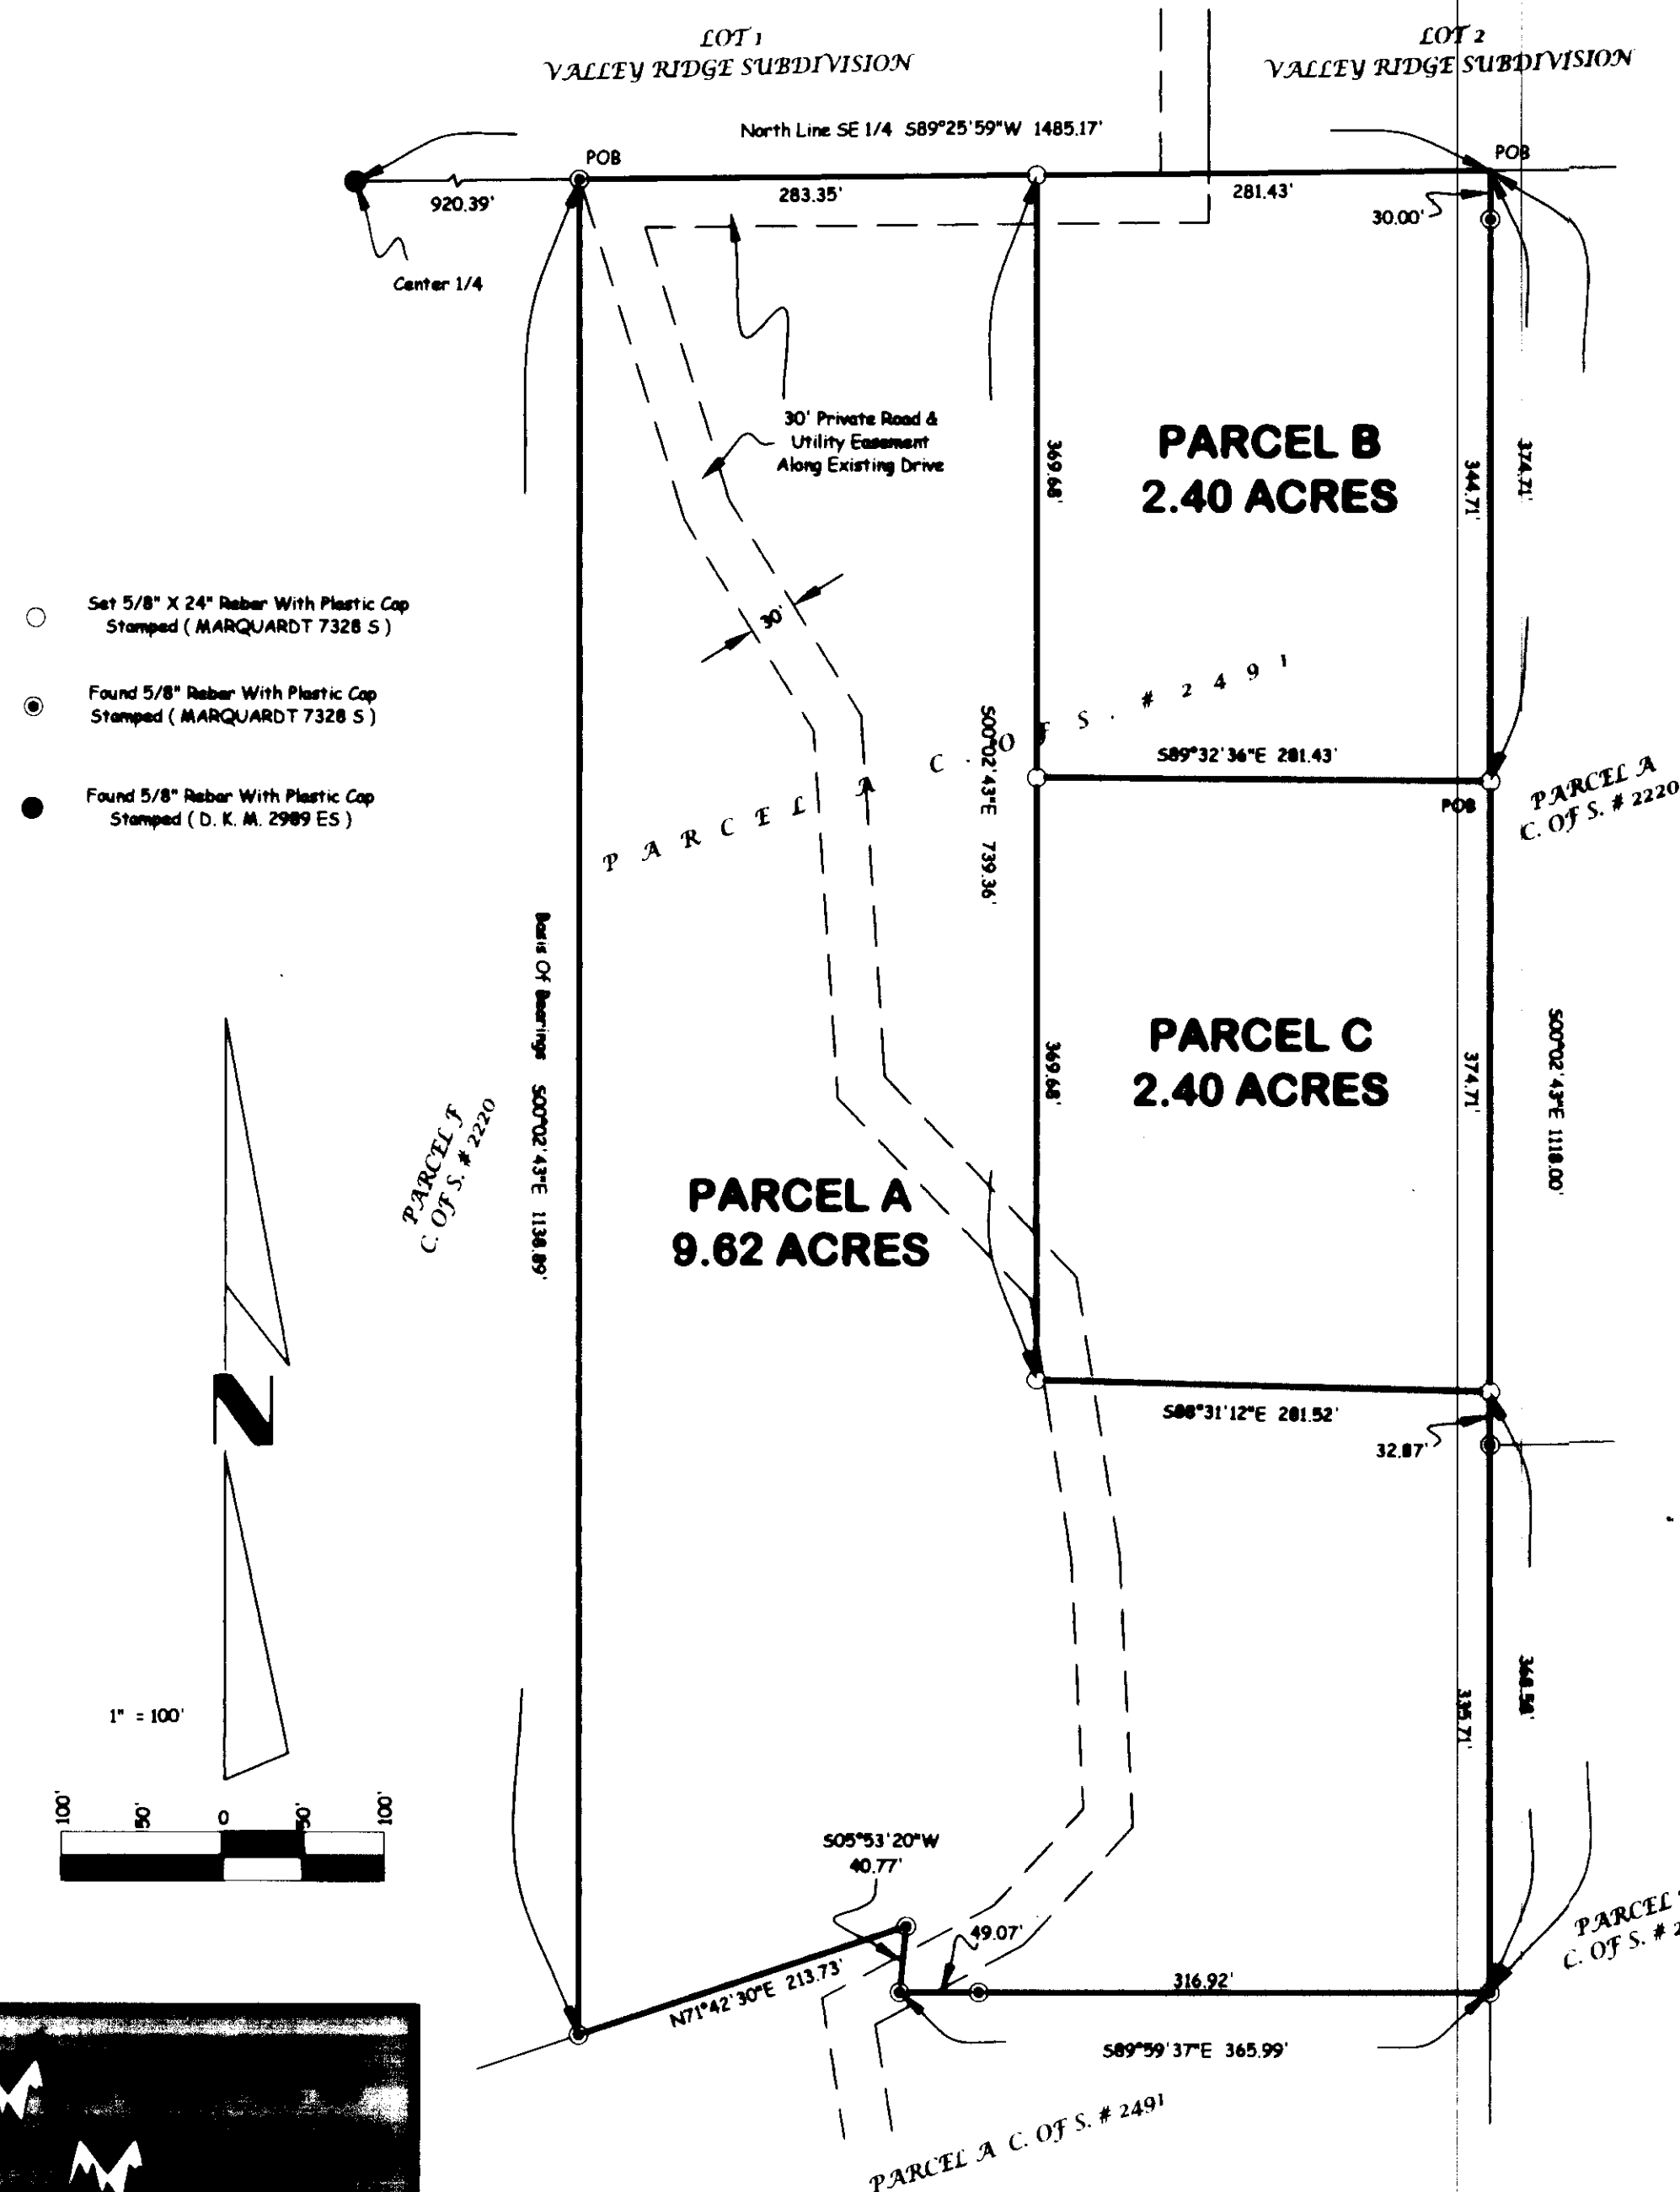 LOT 1
VALLEY RIDGE SUBDIVISION
LOT 2
VALLEY RIDGE SUBDIVISION
North Line SE 1/4 S89°25'59"W 1485.17'
POB
POB
920.39'
283.35'
281.43'
30.00'
Center 1/4
30' Private Road &
Utility Easement
Along Existing Drive
PARCEL B
2.40 ACRES
369.68'
344.71'
374.71'
Set 5/8" X 24" Rebar With Plastic Cap
Stamped ( MARQUARDT 7328 S )
30'
Found 5/8" Rebar With Plastic Cap
Stamped ( MARQUARDT 7328 S )
PARCEL A C. OF S. # 2491
S00°02'43"E 739.36'
S89°32'36"E 281.43'
Found 5/8" Rebar With Plastic Cap
Stamped ( D. K. M. 2989 ES )
POB
PARCEL A
C. OF S. # 2220
Basis Of Bearings S00°02'43"E 1138.89'
PARCEL C
2.40 ACRES
369.68'
374.71'
S00°02'43"E 1118.00'
PARCEL F
C. OF S. # 2220
PARCEL A
9.62 ACRES
N
S88°31'12"E 281.52'
32.87'
335.71'
368.58'
1" = 100'
100'
50'
0
50'
100'
S05°53'20"W
40.77'
49.07'
N71°42'30"E 213.73'
316.92'
S89°59'37"E 365.99'
PARCEL
C. OF S. # 2
PARCEL A C. OF S. # 2491